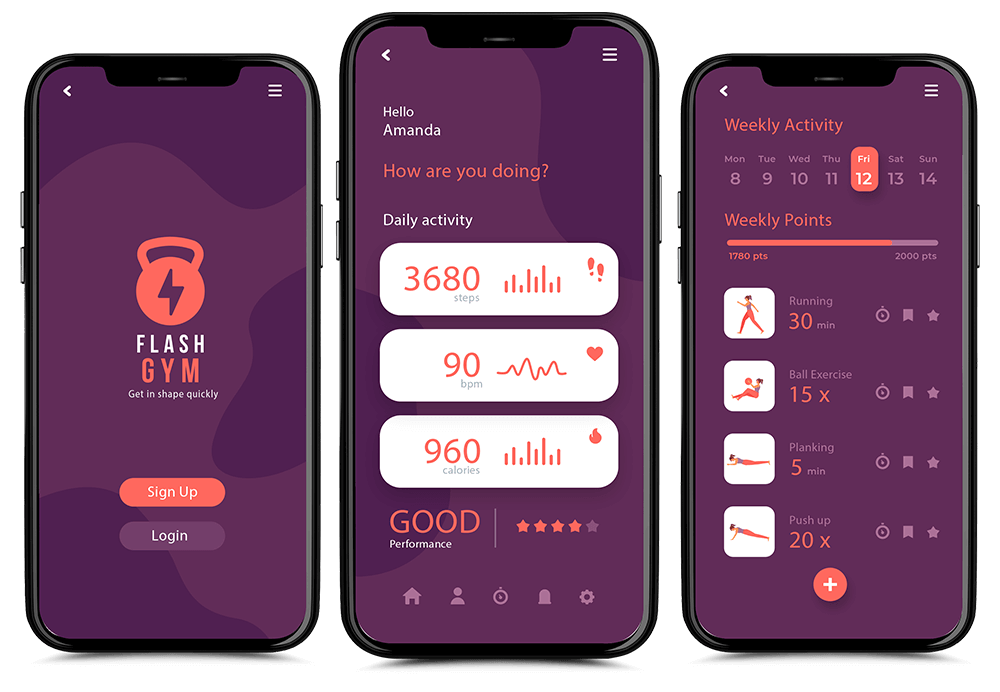 FLASH
GYM
Get in shape quickly
Sign Up
Login
Hello
Amanda
How are you doing?
Daily activity
3680
steps
90
bpm
960
calories
GOOD
Performance
Weekly Activity
Mon Tue Wed Thu Fri Sat Sun
8 9 10 11 12 13 14
Weekly Points
1780 pts 2000 pts
Running
30 min
Ball Exercise
15 x
Planking
5 min
Push up
20 x